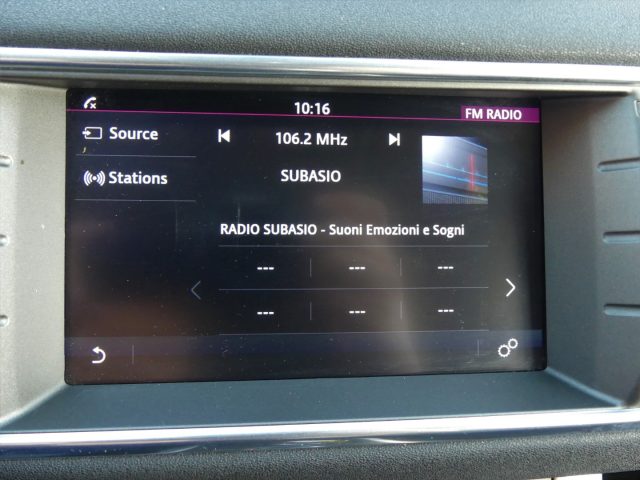 10:16
FM RADIO
Source
106.2 MHz
Stations
SUBASIO
RADIO SUBASIO - Suoni Emozioni e Sogni
--- --- ---
--- --- ---